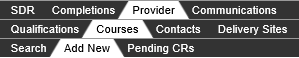 SDR Completions Provider Communications
Qualifications Courses Contacts Delivery Sites
Search Add New Pending CRs